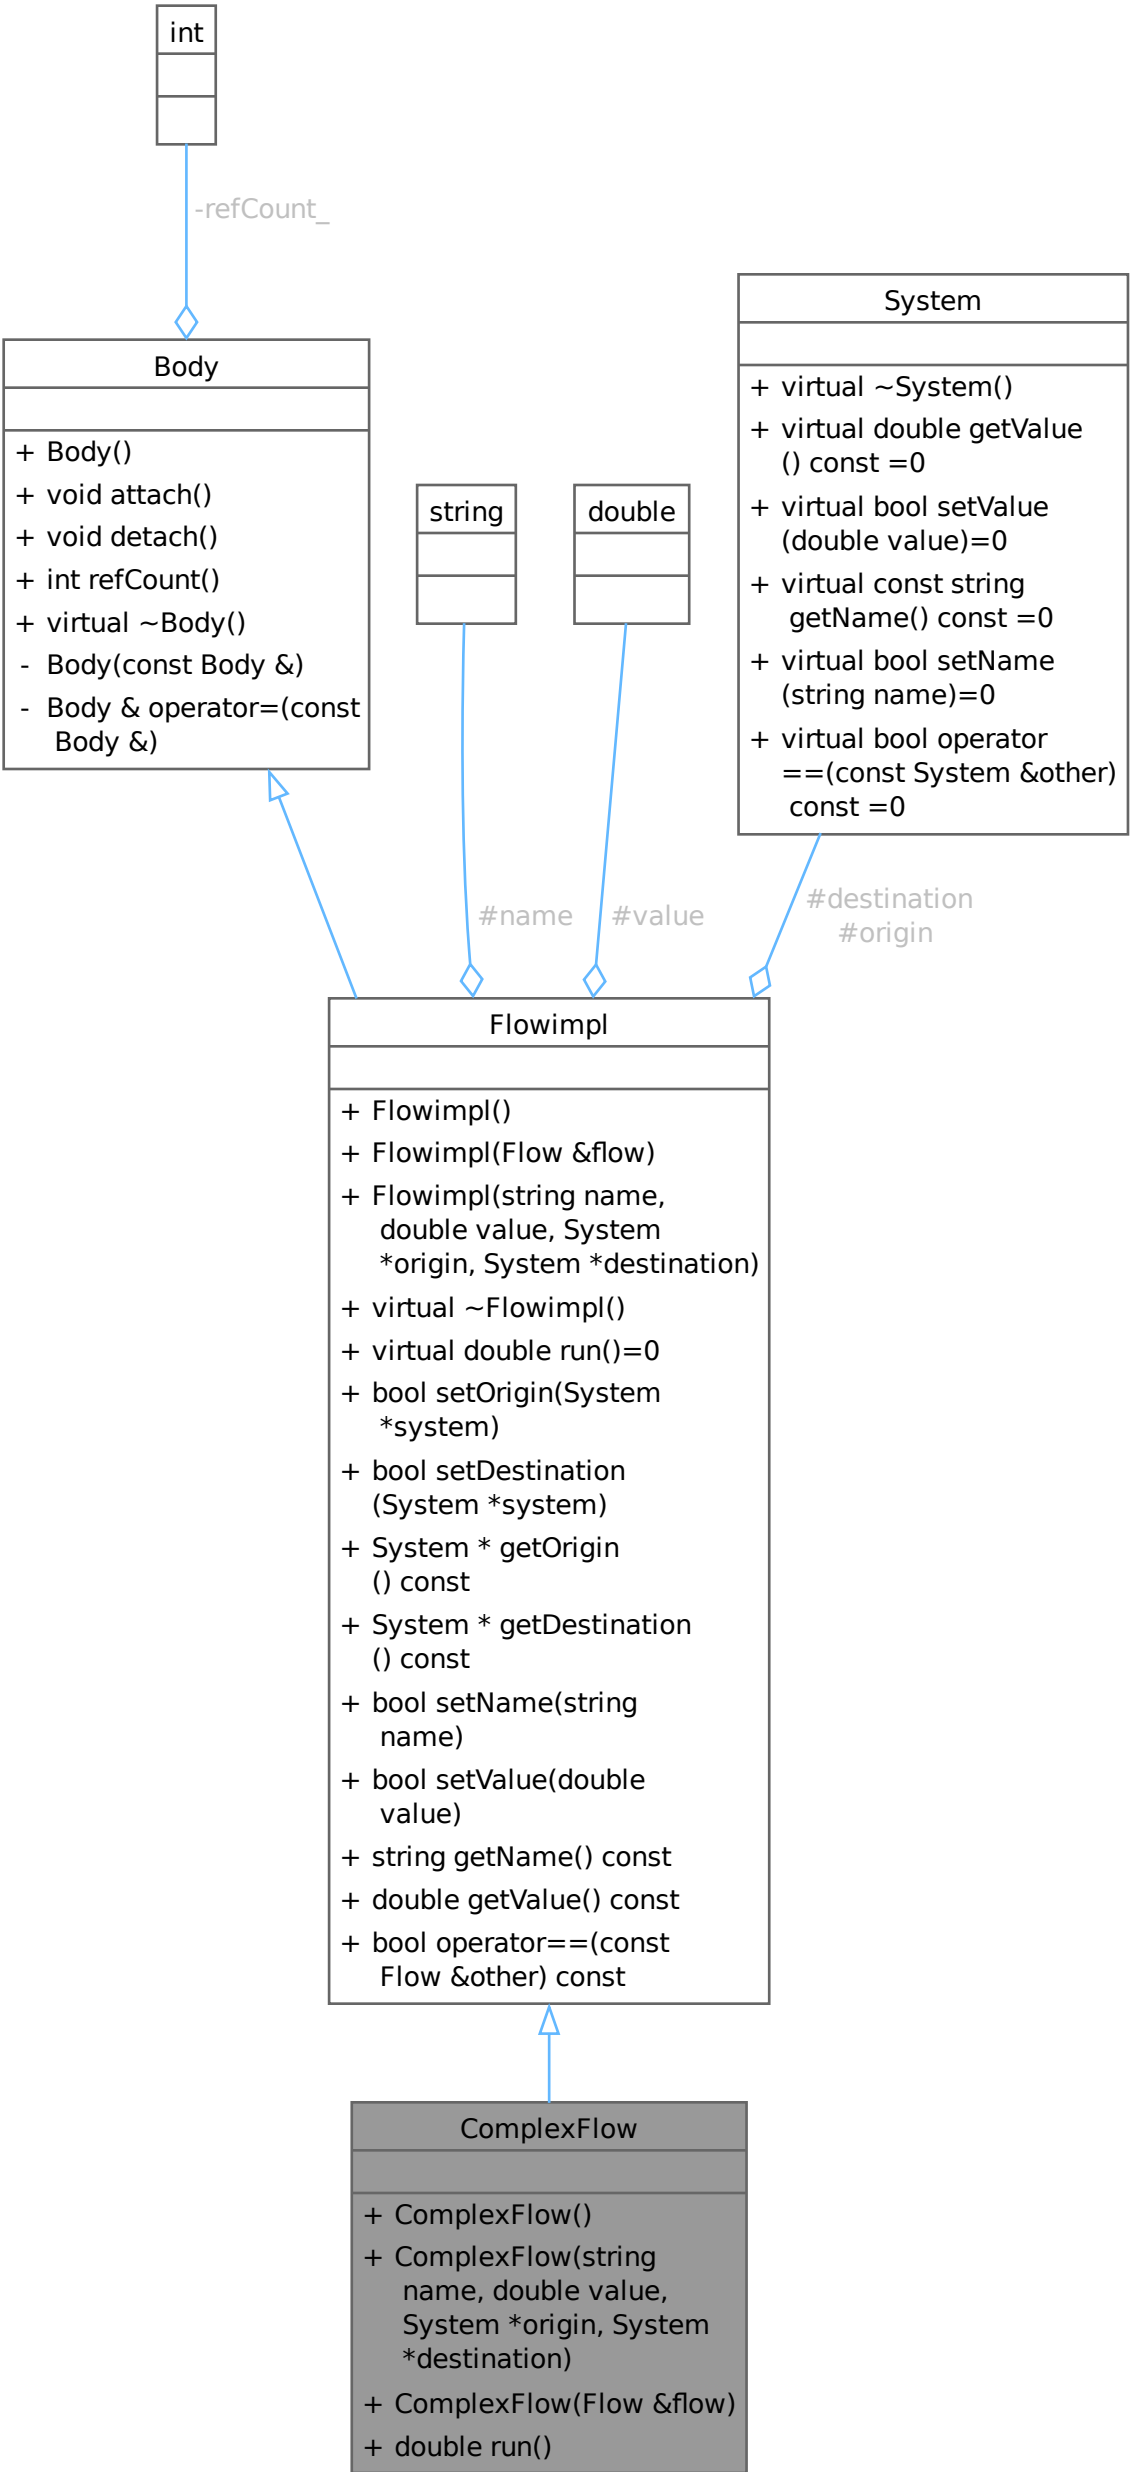 int
-refCount_
System
+ virtual ~System()
+ virtual double getValue
() const =0
+ virtual bool setValue
(double value)=0
+ virtual const string
getName() const =0
+ virtual bool setName
(string name)=0
+ virtual bool operator
==(const System &other)
const =0
Body
+ Body()
+ void attach()
+ void detach()
+ int refCount()
+ virtual ~Body()
- Body(const Body &)
- Body & operator=(const
Body &)
string
double
#name
#value
#destination
#origin
Flowimpl
+ Flowimpl()
+ Flowimpl(Flow &flow)
+ Flowimpl(string name,
double value, System
*origin, System *destination)
+ virtual ~Flowimpl()
+ virtual double run()=0
+ bool setOrigin(System
*system)
+ bool setDestination
(System *system)
+ System * getOrigin
() const
+ System * getDestination
() const
+ bool setName(string
name)
+ bool setValue(double
value)
+ string getName() const
+ double getValue() const
+ bool operator==(const
Flow &other) const
ComplexFlow
+ ComplexFlow()
+ ComplexFlow(string
name, double value,
System *origin, System
*destination)
+ ComplexFlow(Flow &flow)
+ double run()